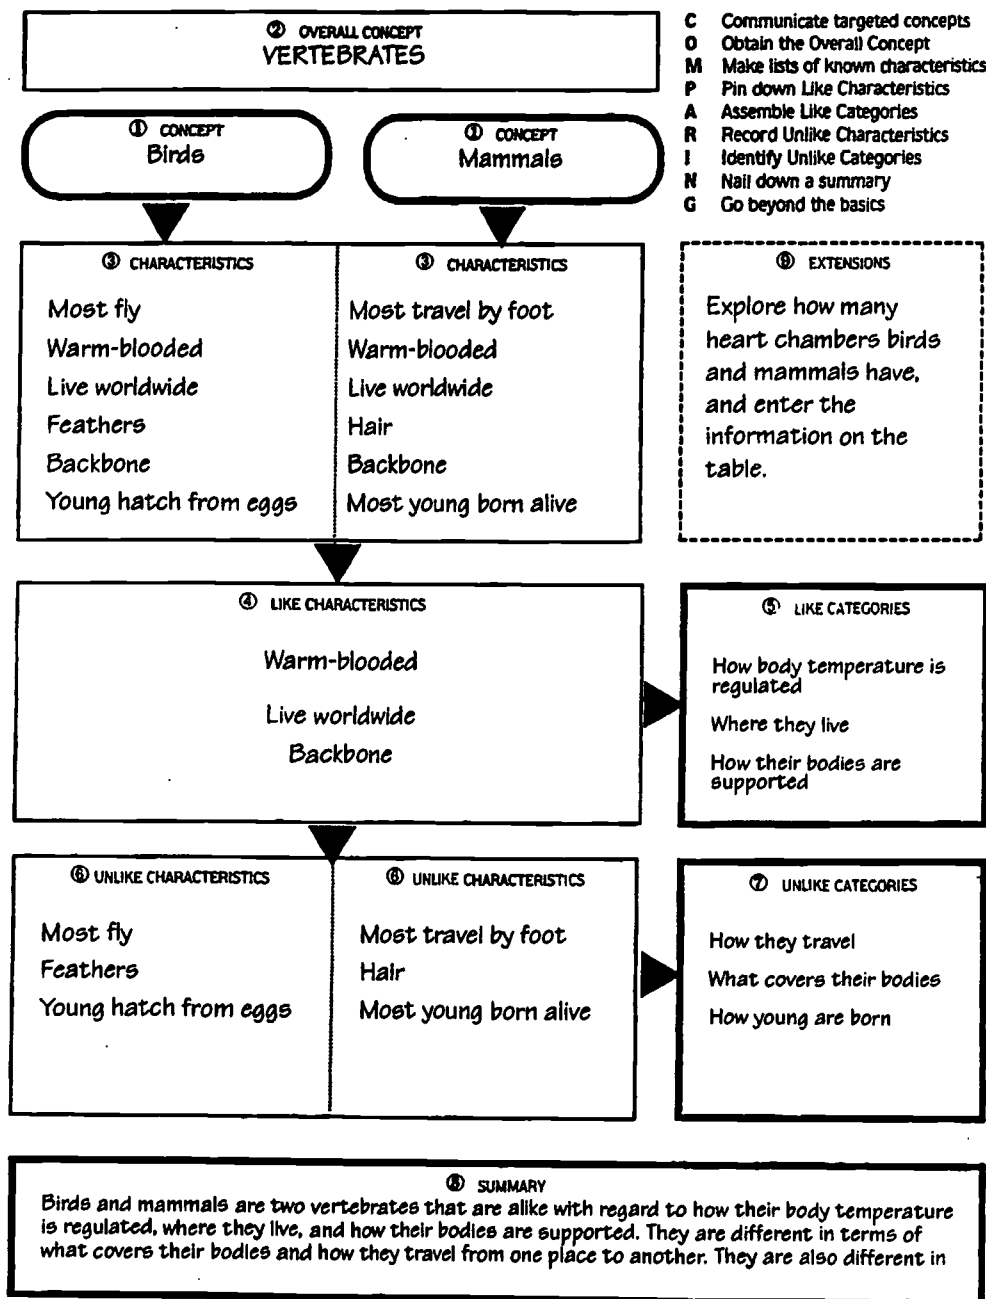 ② OVERALL CONCEPT
VERTEBRATES
C Communicate targeted concepts
O Obtain the Overall Concept
M Make lists of known characteristics
P Pin down Like Characteristics
A Assemble Like Categories
R Record Unlike Characteristics
I Identify Unlike Categories
N Nail down a summary
G Go beyond the basics
① CONCEPT
Birds
① CONCEPT
Mammals
③ CHARACTERISTICS
Most fly
Warm-blooded
Live worldwide
Feathers
Backbone
Young hatch from eggs
③ CHARACTERISTICS
Most travel by foot
Warm-blooded
Live worldwide
Hair
Backbone
Most young born alive
⑨ EXTENSIONS
Explore how many
heart chambers birds
and mammals have,
and enter the
information on the
table.
④ LIKE CHARACTERISTICS
Warm-blooded
Live worldwide
Backbone
⑤ LIKE CATEGORIES
How body temperature is
regulated
Where they live
How their bodies are
supported
⑥ UNLIKE CHARACTERISTICS
Most fly
Feathers
Young hatch from eggs
⑥ UNLIKE CHARACTERISTICS
Most travel by foot
Hair
Most young born alive
⑦ UNLIKE CATEGORIES
How they travel
What covers their bodies
How young are born
⑧ SUMMARY
Birds and mammals are two vertebrates that are alike with regard to how their body temperature
is regulated, where they live, and how their bodies are supported. They are different in terms of
what covers their bodies and how they travel from one place to another. They are also different in